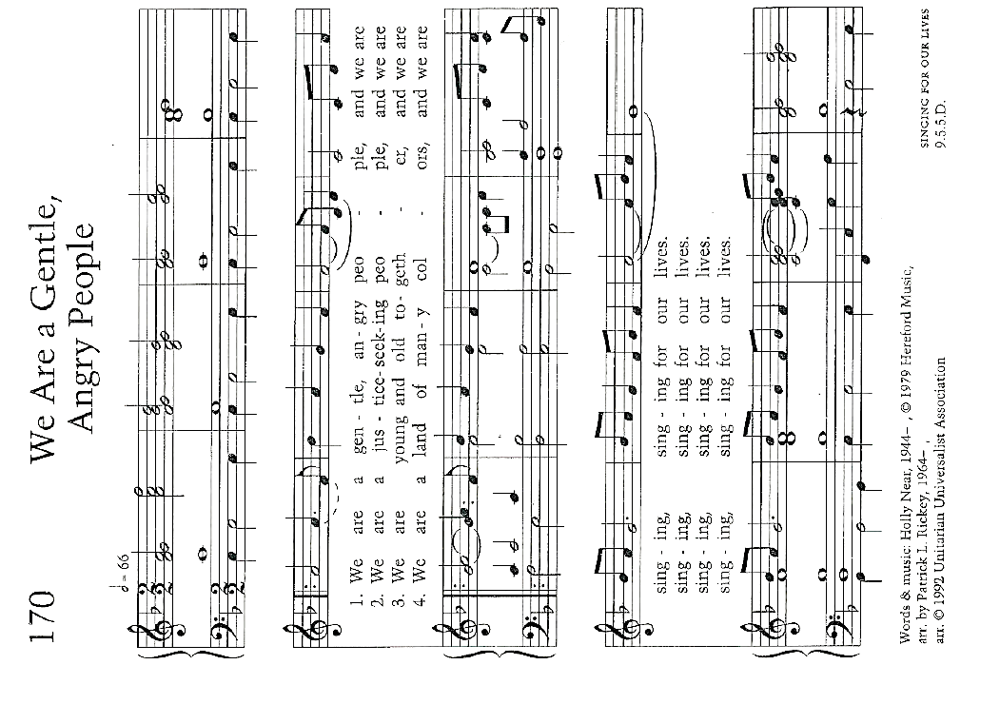 170 We Are a Gentle,
Angry People
= 66
1. We are a gen - tle, an - gry peo - ple, and we are
2. We are a jus - tice - seek - ing peo - ple, and we are
3. We are young and old to - geth - er, and we are
4. We are a land of man - y col - ors, and we are
sing - ing, sing - ing for our lives.
sing - ing, sing - ing for our lives.
sing - ing, sing - ing for our lives.
sing - ing, sing - ing for our lives.
Words & music: Holly Near, 1944– , © 1979 Hereford Music,
arr. by Patrick L. Rickey, 1964– ,
arr. © 1992 Unitarian Universalist Association
SINGING FOR OUR LIVES
9.5.5.D.